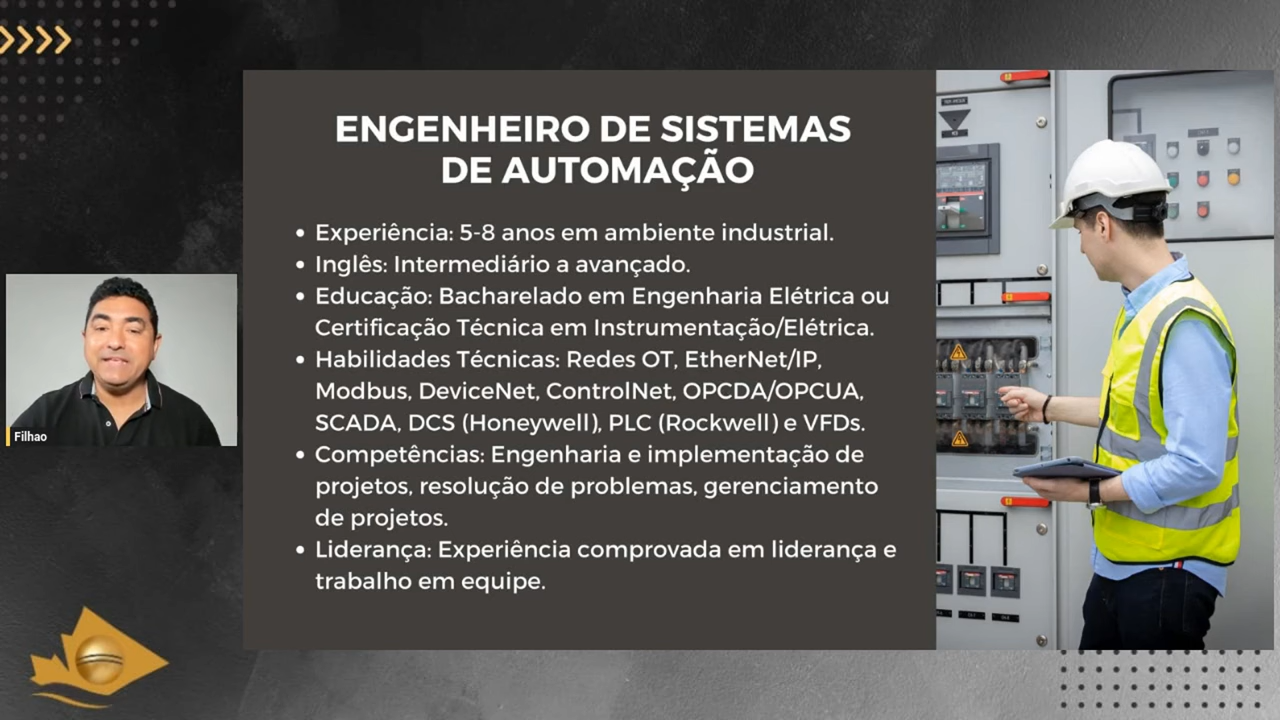 ENGENHEIRO DE SISTEMAS
DE AUTOMAÇÃO
• Experiência: 5-8 anos em ambiente industrial.
• Inglês: Intermediário a avançado.
• Educação: Bacharelado em Engenharia Elétrica ou
Certificação Técnica em Instrumentação/Elétrica.
• Habilidades Técnicas: Redes OT, EtherNet/IP,
Modbus, DeviceNet, ControlNet, OPCDA/OPCUA,
SCADA, DCS (Honeywell), PLC (Rockwell) e VFDs.
• Competências: Engenharia e implementação de
projetos, resolução de problemas, gerenciamento
de projetos.
• Liderança: Experiência comprovada em liderança e
trabalho em equipe.
Filhao